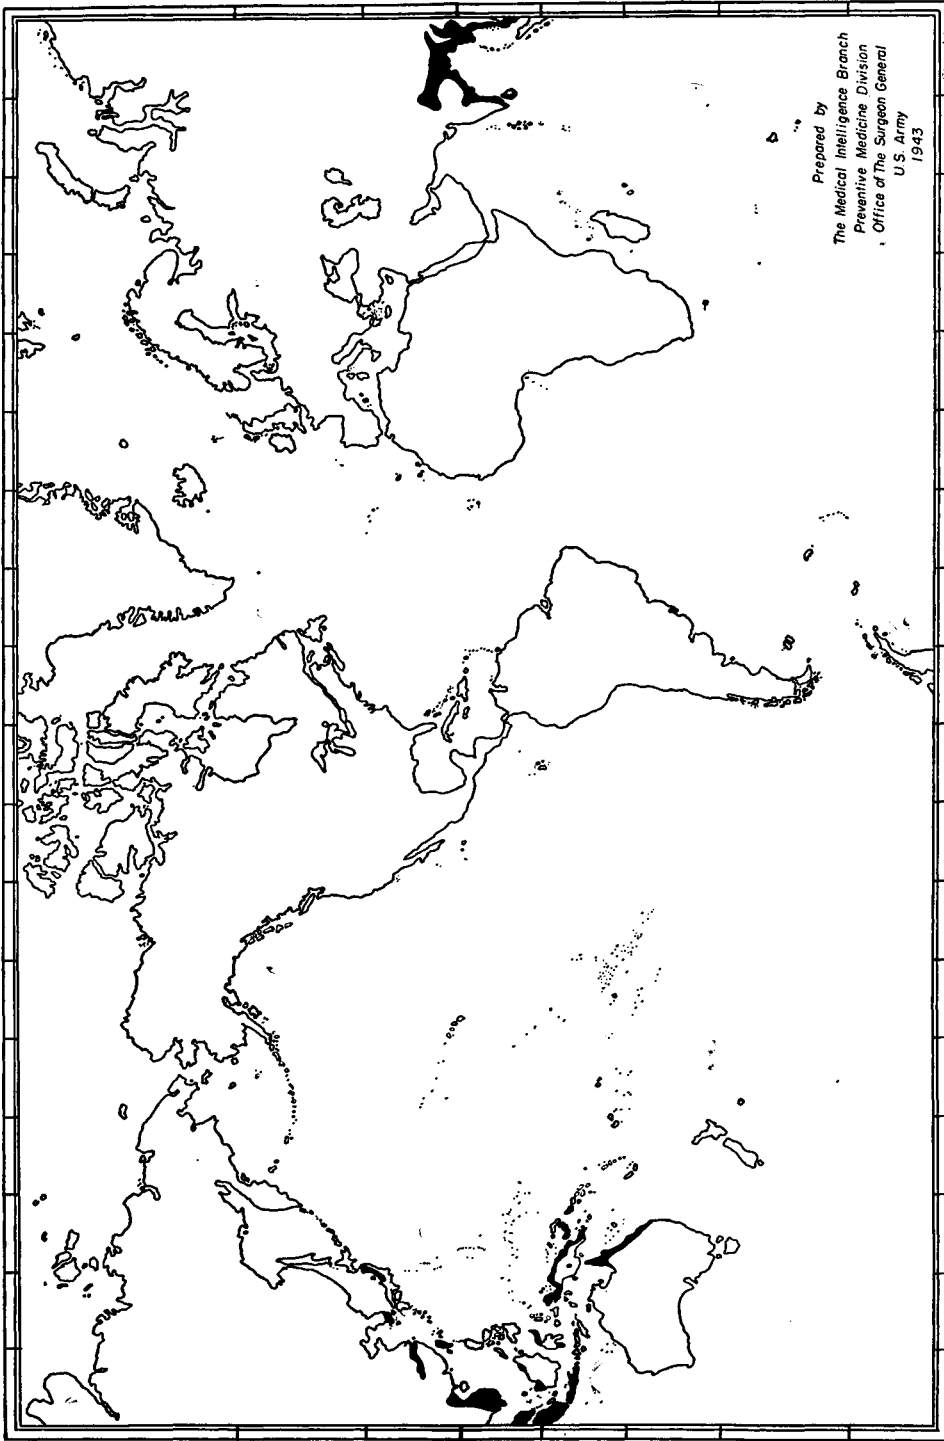 Prepared by
The Medical Intelligence Branch
Preventive Medicine Division
Office of The Surgeon General
U.S. Army
1943